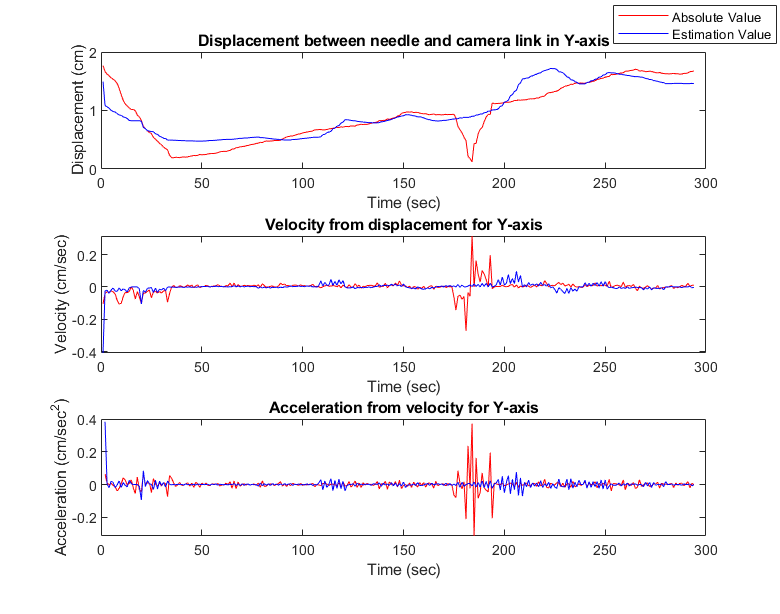 Absolute Value
Estimation Value
Displacement between needle and camera link in Y-axis
Displacement (cm)
2
1
0
0 50 100 150 200 250 300
Time (sec)
Velocity from displacement for Y-axis
Velocity (cm/sec)
0.2
0
-0.2
-0.4
0 50 100 150 200 250 300
Time (sec)
Acceleration from velocity for Y-axis
Acceleration (cm/sec²)
0.4
0.2
0
-0.2
0 50 100 150 200 250 300
Time (sec)